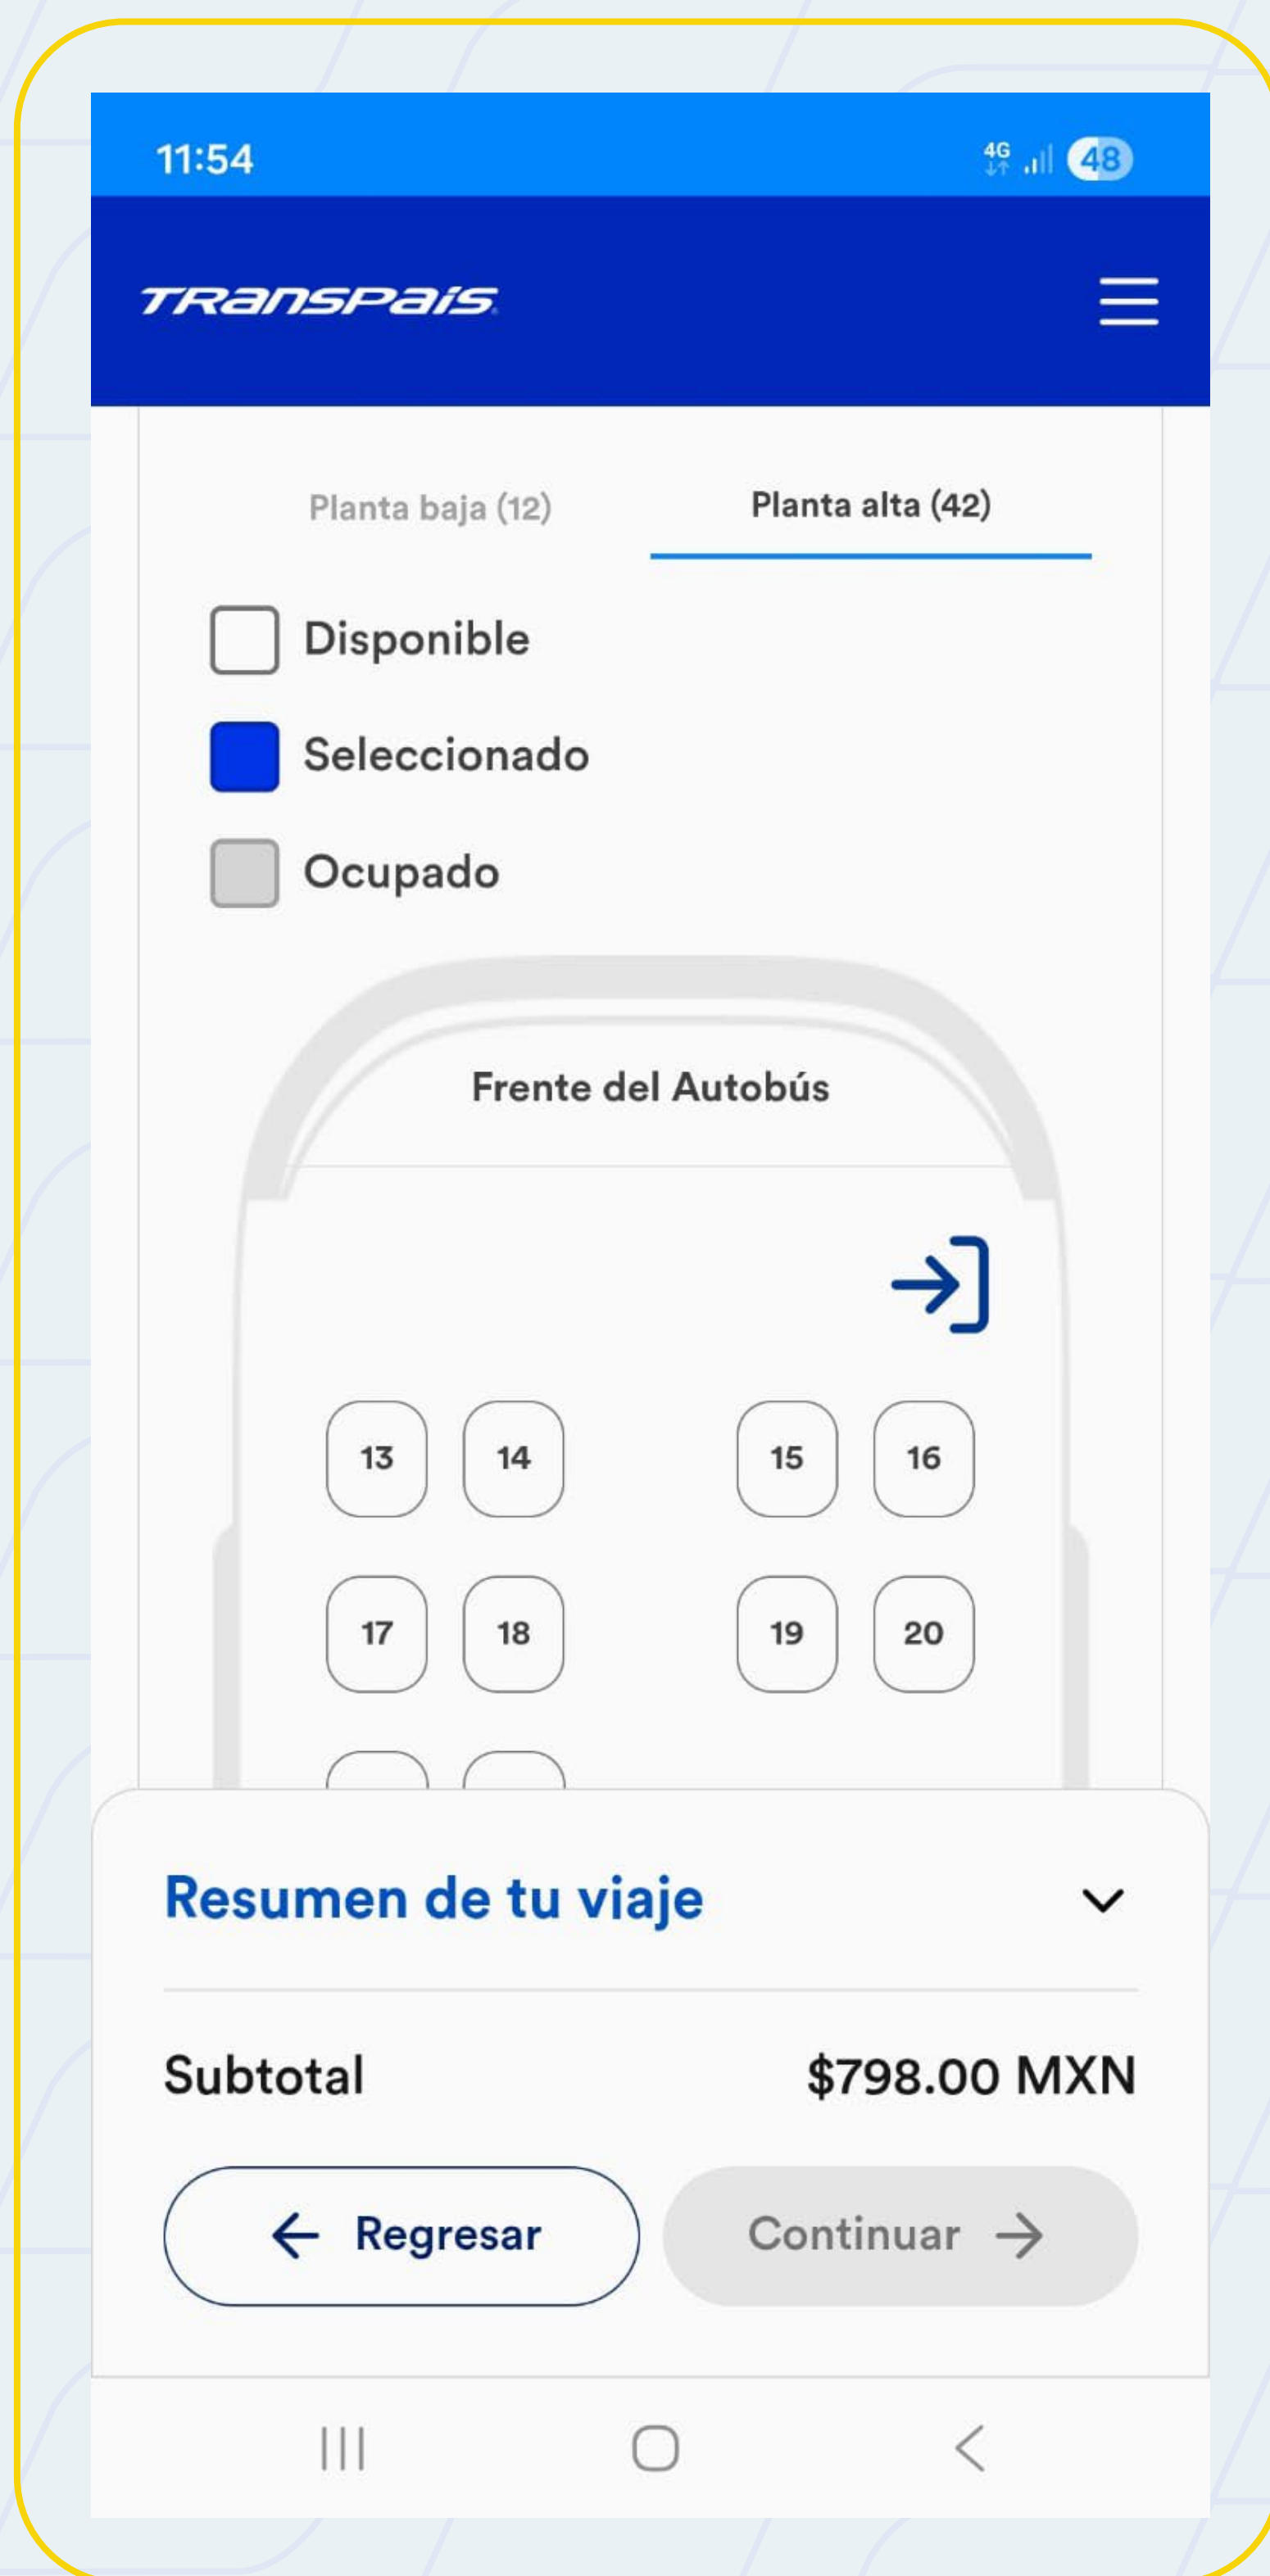 11:54 4G 48
TRANSPAIS
Planta baja (12) Planta alta (42)
Disponible
Seleccionado
Ocupado
Frente del Autobús
13 14 15 16
17 18 19 20
Resumen de tu viaje
Subtotal $798.00 MXN
Regresar Continuar